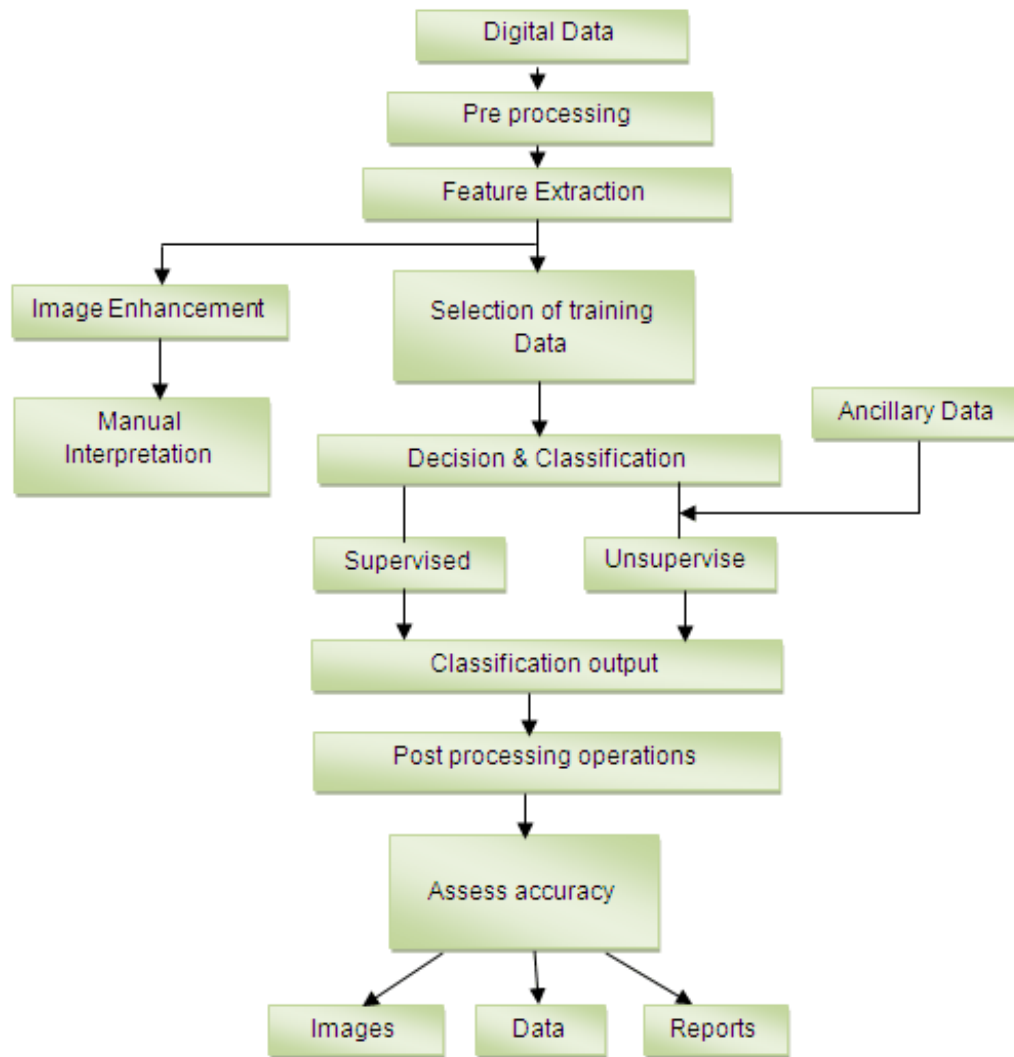 Digital Data
Pre processing
Feature Extraction
Image Enhancement
Selection of training
Data
Manual
Interpretation
Ancillary Data
Decision & Classification
Supervised
Unsupervise
Classification output
Post processing operations
Assess accuracy
Images
Data
Reports